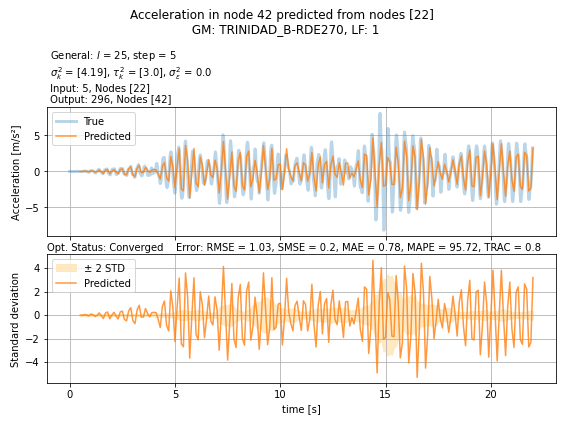 Acceleration in node 42 predicted from nodes [22]
GM: TRINIDAD_B-RDE270, LF: 1
General: l = 25, step = 5
σ²ₖ = [4.19], τ²ₖ = [3.0], σ²ₑ = 0.0
Input: 5, Nodes [22]
Output: 296, Nodes [42]
True
Predicted
5
0
−5
Acceleration [m/s²]
Opt. Status: Converged Error: RMSE = 1.03, SMSE = 0.2, MAE = 0.78, MAPE = 95.72, TRAC = 0.8
± 2 STD
Predicted
4
2
0
−2
−4
Standard deviation
0 5 10 15 20
time [s]